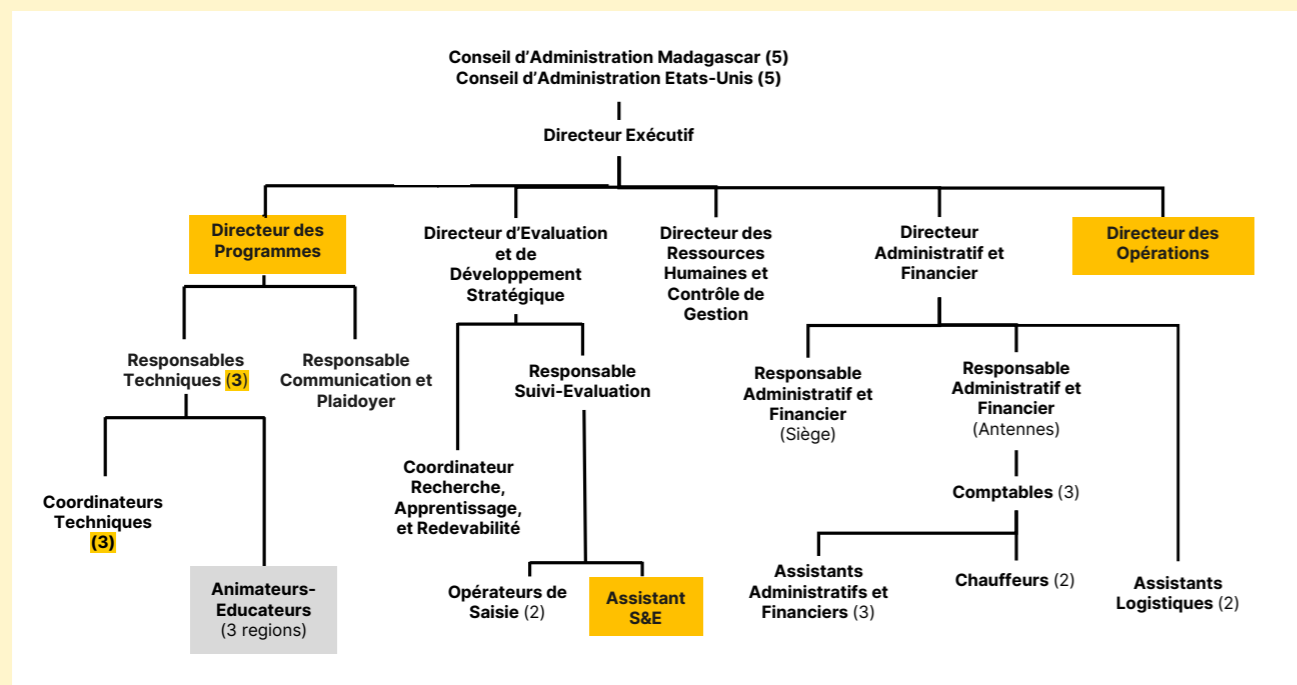 Conseil d'Administration Madagascar (5)
Conseil d'Administration Etats-Unis (5)
Directeur Exécutif
Directeur des
Programmes
Directeur d'Evaluation
et de
Développement
Stratégique
Directeur des
Ressources
Humaines et
Contrôle de
Gestion
Directeur
Administratif et
Financier
Directeur des
Opérations
Responsables
Techniques (3)
Responsable
Communication et
Plaidoyer
Responsable
Suivi-Evaluation
Responsable
Administratif et
Financier
(Siège)
Responsable
Administratif et
Financier
(Antennes)
Coordinateurs
Techniques
(3)
Coordinateur
Recherche,
Apprentissage,
et Redevabilité
Comptables (3)
Animateurs-
Educateurs
(3 regions)
Opérateurs de
Saisie (2)
Assistant
S&E
Assistants
Administratifs et
Financiers (3)
Chauffeurs (2)
Assistants
Logistiques (2)